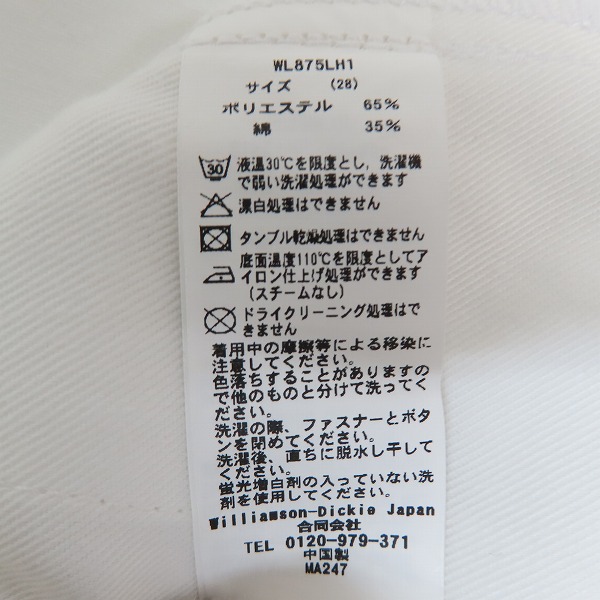 WL875LH1
サイズ (28)
ポリエステル 65%
綿 35%
30 液温30℃を限度とし、洗濯機
で弱い洗濯処理ができます
漂白処理はできません
タンブル乾燥処理はできません
底面温度110℃を限度としてア
イロン仕上げ処理ができます
(スチームなし)
ドライクリーニング処理はで
きません
着用中の摩擦等による移染に
注意してください。
色落ちすることがありますの
で他のものと分けて洗ってく
ださい。
洗濯の際、ファスナーとボタ
ンを閉めてください。
洗濯後、直ちに脱水し干して
ください。
蛍光増白剤の入っていない洗
剤を使用してください。
Williamson-Dickie Japan
合同会社
TEL 0120-979-371
中国製
MA247